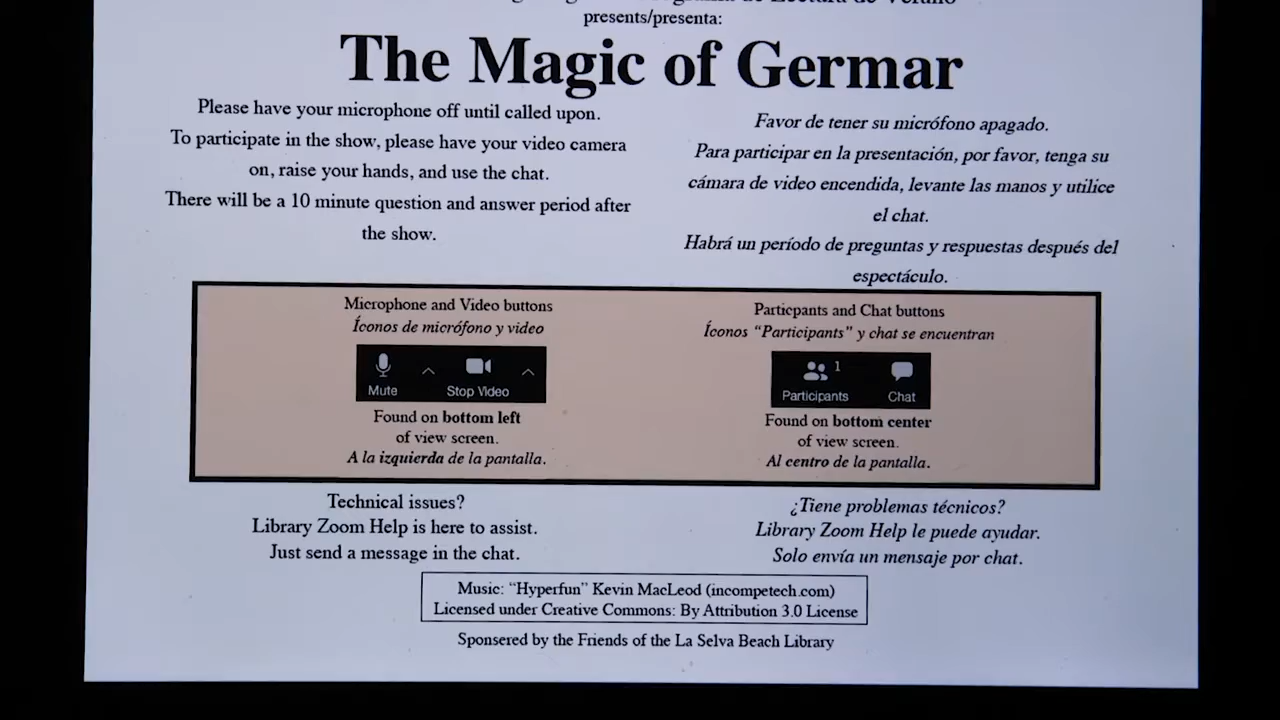 presents/presenta:
The Magic of Germar
Please have your microphone off until called upon.
To participate in the show, please have your video camera
on, raise your hands, and use the chat.
There will be a 10 minute question and answer period after
the show.
Favor de tener su micrófono apagado.
Para participar en la presentación, por favor, tenga su
cámara de video encendida, levante las manos y utilice
el chat.
Habrá un período de preguntas y respuestas después del
espectáculo.
Microphone and Video buttons
Íconos de micrófono y video
Mute
Stop Video
Found on bottom left
of view screen.
A la izquierda de la pantalla.
Particpants and Chat buttons
Íconos “Participants” y chat se encuentran
1
Participants
Chat
Found on bottom center
of view screen.
Al centro de la pantalla.
Technical issues?
Library Zoom Help is here to assist.
Just send a message in the chat.
¿Tiene problemas técnicos?
Library Zoom Help le puede ayudar.
Solo envía un mensaje por chat.
Music: “Hyperfun” Kevin MacLeod (incompetech.com)
Licensed under Creative Commons: By Attribution 3.0 License
Sponsered by the Friends of the La Selva Beach Library